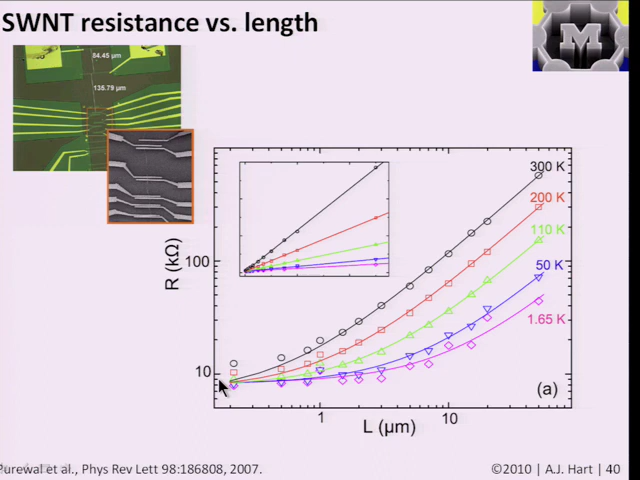 SWNT resistance vs. length
84.45 µm
135.79 µm
M
300 K
200 K
110 K
50 K
1.65 K
100
10
R (kΩ)
(a)
1
10
L (µm)
Purewal et al., Phys Rev Lett 98:186808, 2007.
©2010 | A.J. Hart | 40